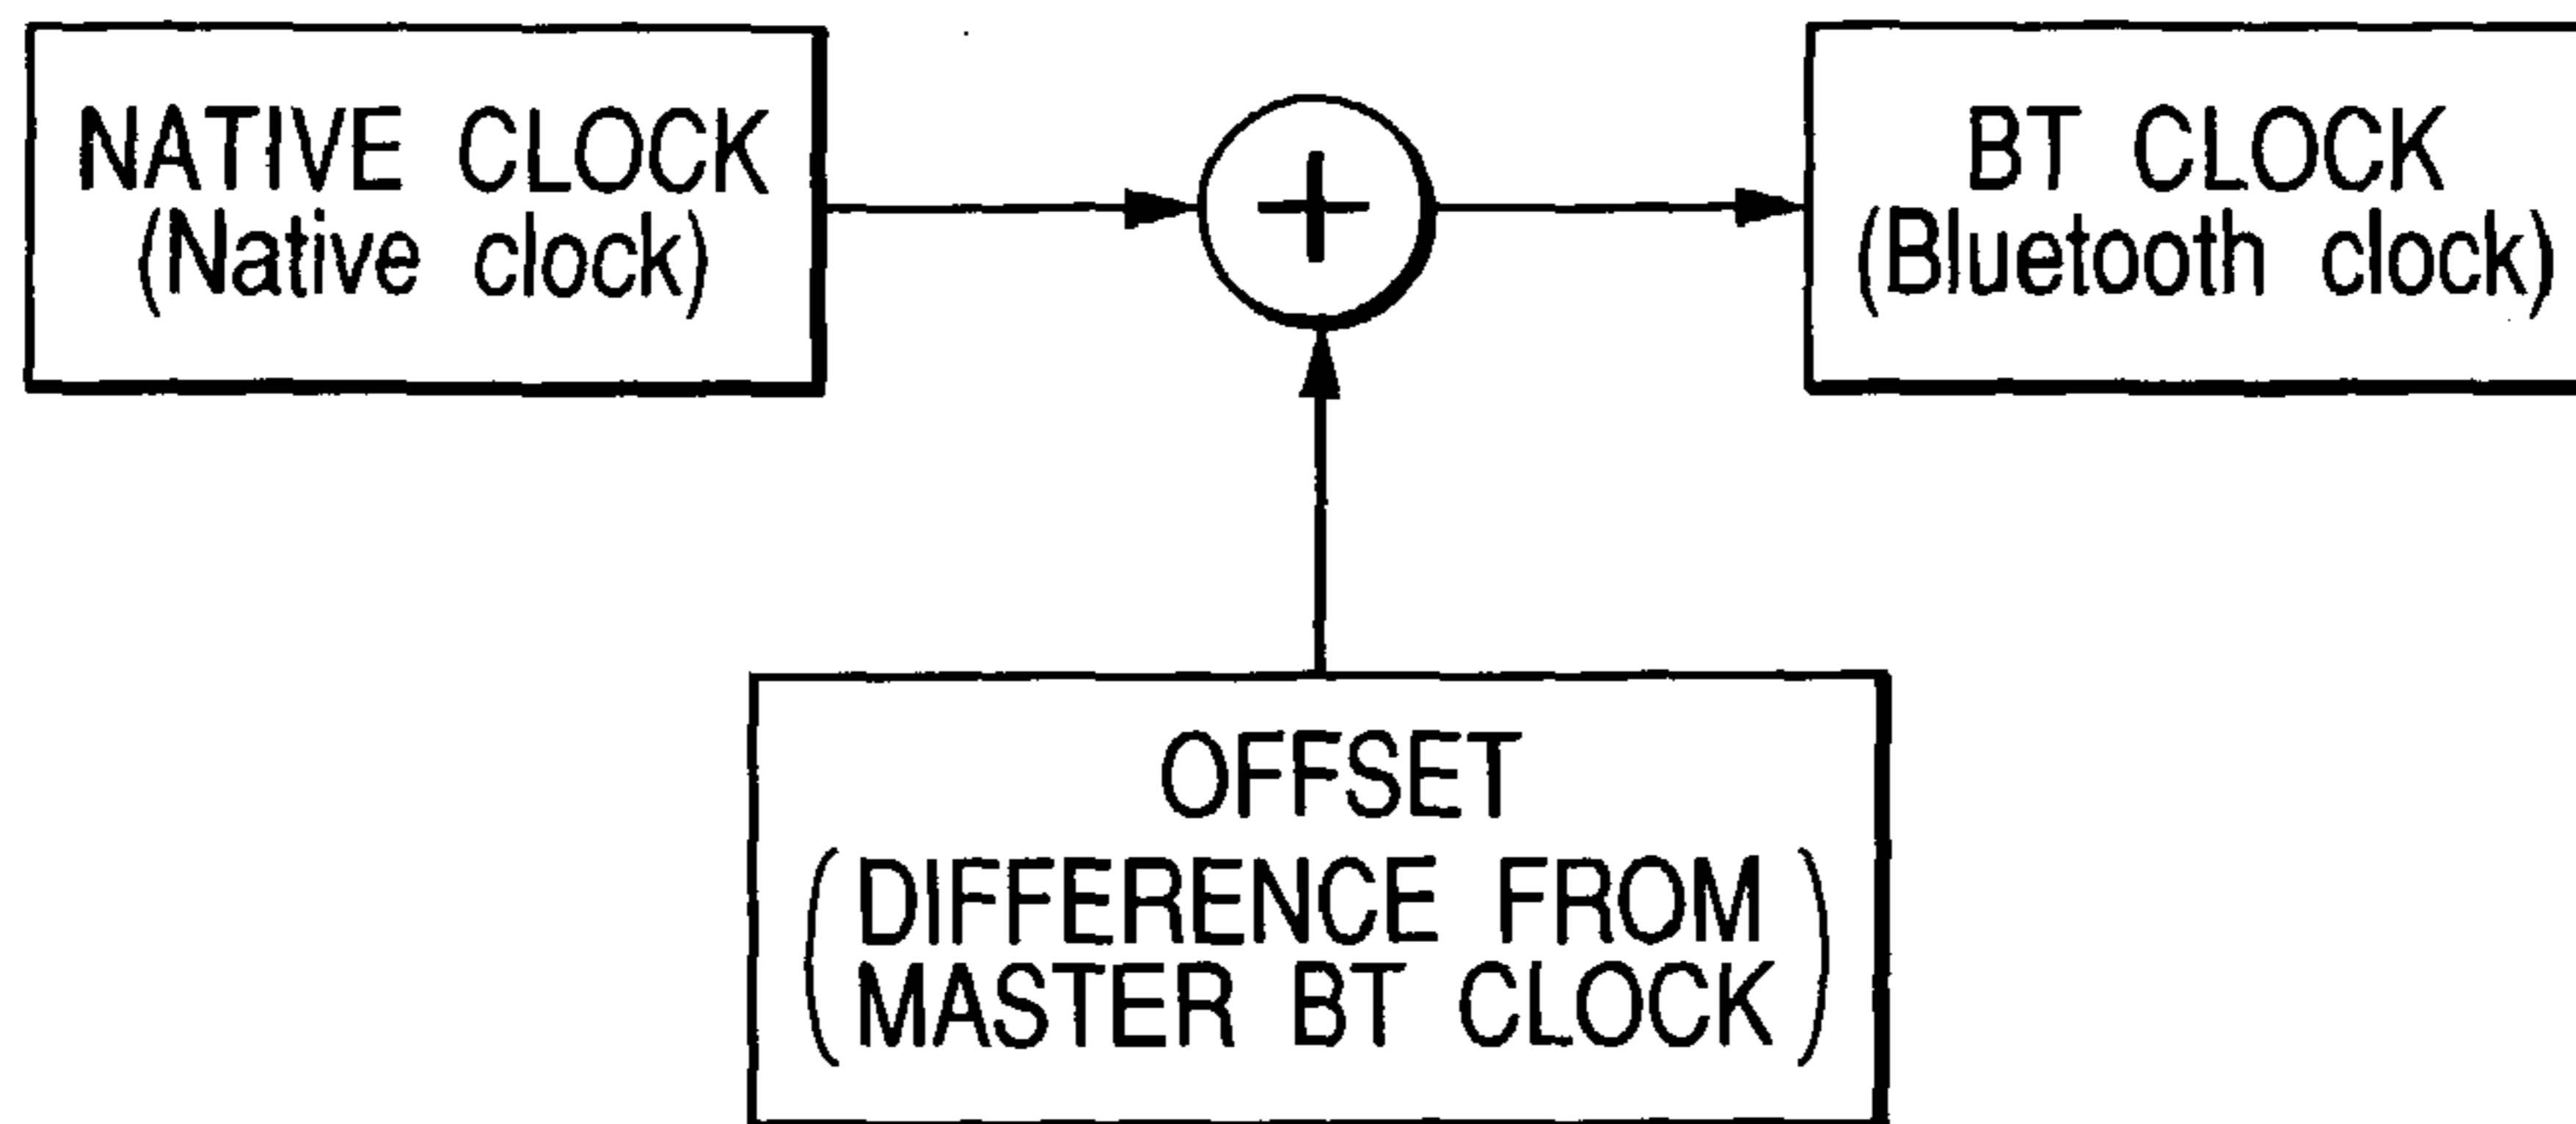 NATIVE CLOCK
(Native clock)
+
BT CLOCK
(Bluetooth clock)
OFFSET
(DIFFERENCE FROM
MASTER BT CLOCK)